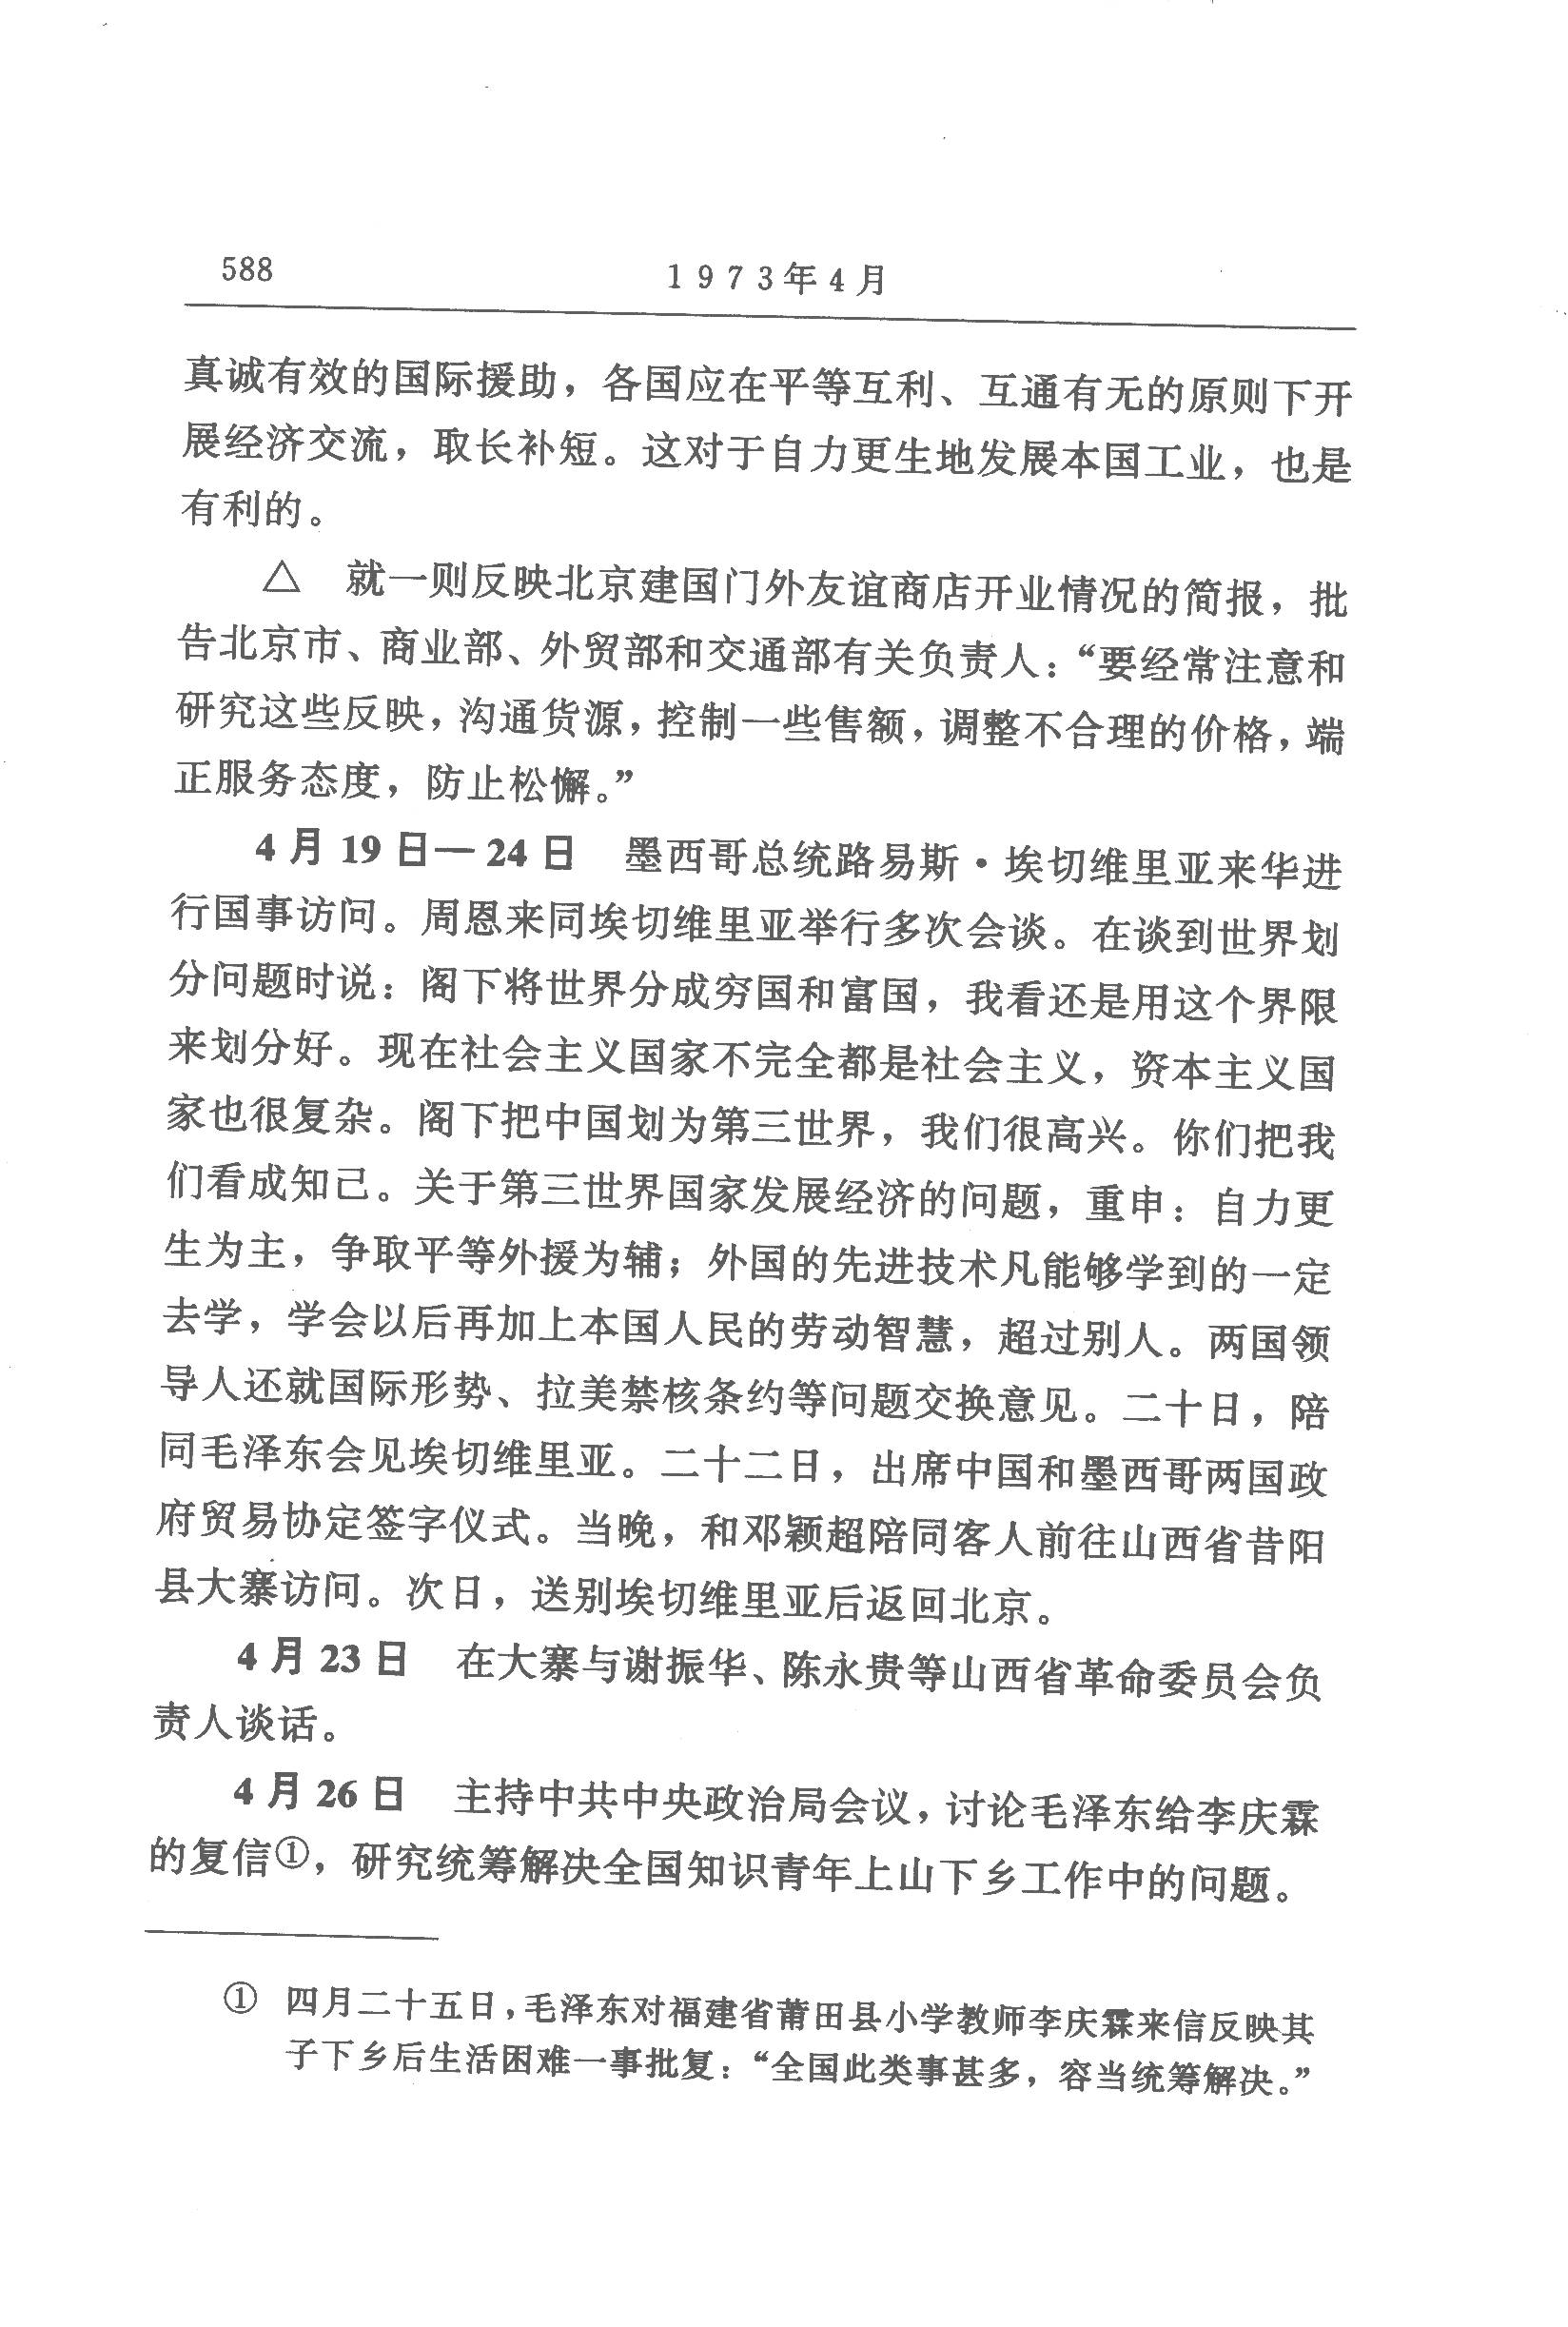 588
1973年4月
真诚有效的国际援助，各国应在平等互利、互通有无的原则下开
展经济交流，取长补短。这对于自力更生地发展本国工业，也是
有利的。
△　就一则反映北京建国门外友谊商店开业情况的简报，批
告北京市、商业部、外贸部和交通部有关负责人：“要经常注意和
研究这些反映，沟通货源，控制一些售额，调整不合理的价格，端
正服务态度，防止松懈。”
4月19日—24日　墨西哥总统路易斯·埃切维里亚来华进
行国事访问。周恩来同埃切维里亚举行多次会谈。在谈到世界划
分问题时说：阁下将世界分成穷国和富国，我看还是用这个界限
来划分好。现在社会主义国家不完全都是社会主义，资本主义国
家也很复杂。阁下把中国划为第三世界，我们很高兴。你们把我
们看成知己。关于第三世界国家发展经济的问题，重申：自力更
生为主，争取平等外援为辅；外国的先进技术凡能够学到的一定
去学，学会以后再加上本国人民的劳动智慧，超过别人。两国领
导人还就国际形势、拉美禁核条约等问题交换意见。二十日，陪
同毛泽东会见埃切维里亚。二十二日，出席中国和墨西哥两国政
府贸易协定签字仪式。当晚，和邓颖超陪同客人前往山西省昔阳
县大寨访问。次日，送别埃切维里亚后返回北京。
4月23日　在大寨与谢振华、陈永贵等山西省革命委员会负
责人谈话。
4月26日　主持中共中央政治局会议，讨论毛泽东给李庆霖
的复信①，研究统筹解决全国知识青年上山下乡工作中的问题。
①　四月二十五日，毛泽东对福建省莆田县小学教师李庆霖来信反映其
子下乡后生活困难一事批复：“全国此类事甚多，容当统筹解决。”